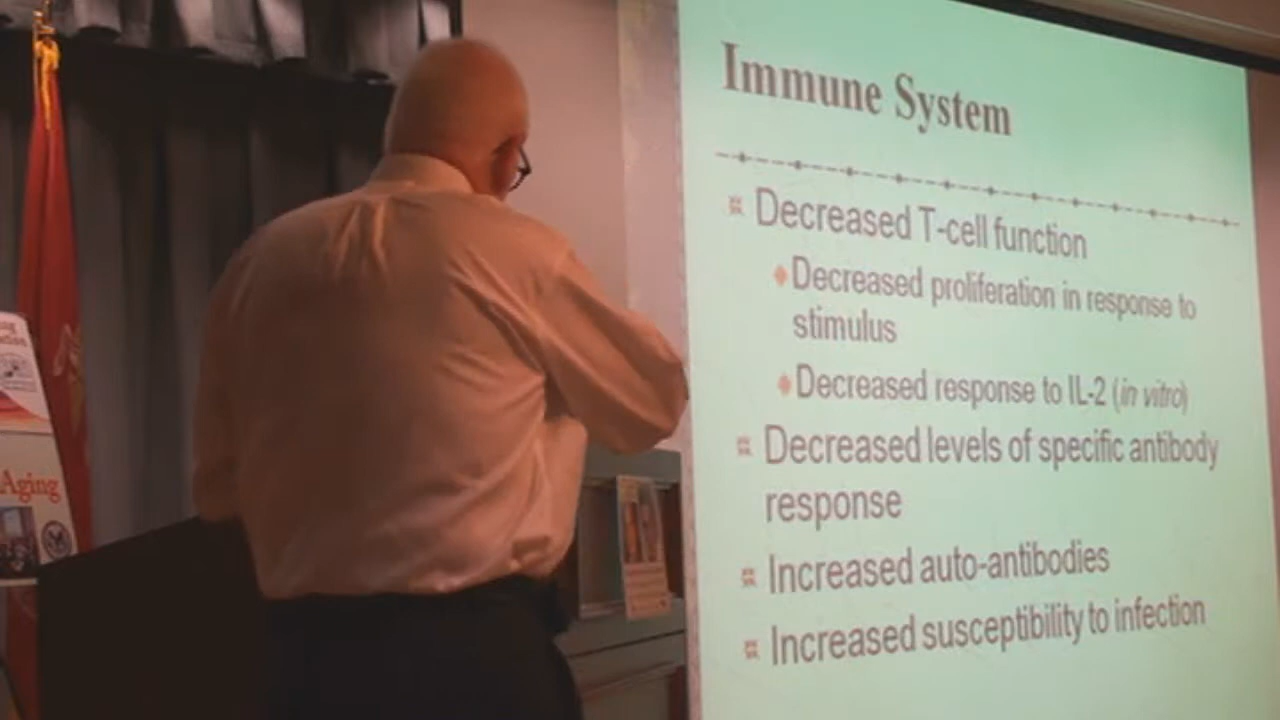 Immune System
Decreased T-cell function
Decreased proliferation in response to
stimulus
Decreased response to IL-2 (in vitro)
Decreased levels of specific antibody
response
Increased auto-antibodies
Increased susceptibility to infection
Aging